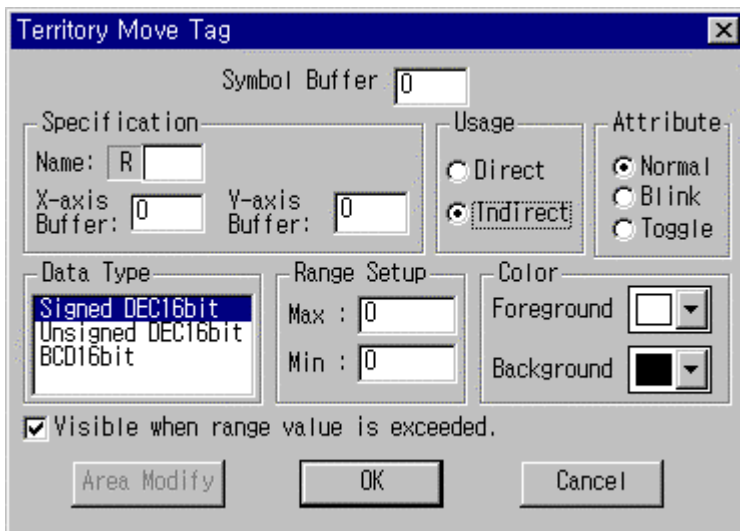 Territory Move Tag
Symbol Buffer 0
Specification
Name: R
X-axis Buffer: 0
Y-axis Buffer: 0
Usage
Direct
Indirect
Attribute
Normal
Blink
Toggle
Data Type
Signed DEC16bit
Unsigned DEC16bit
BCD16bit
Range Setup
Max : 0
Min : 0
Color
Foreground
Background
Visible when range value is exceeded.
Area Modify
OK
Cancel